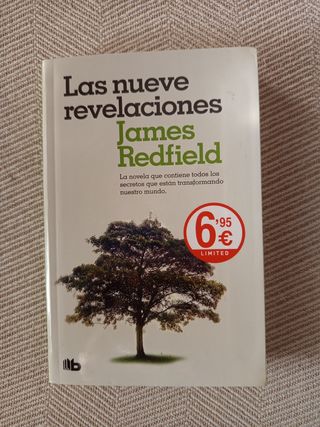 Las nueve
revelaciones
James
Redfield
La novela que contiene todos los
secretos que están transformando
nuestro mundo.
6,95
€
LIMITED
b